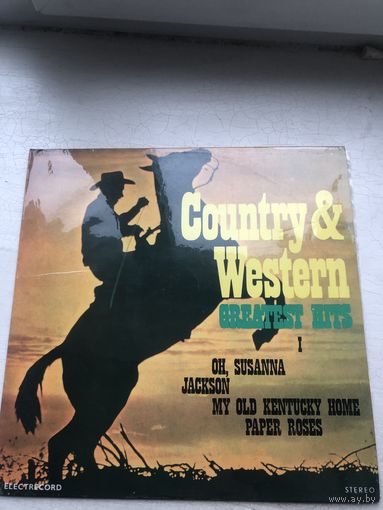 Country &
Western
GREATEST HITS
I
OH, SUSANNA
JACKSON
MY OLD KENTUCKY HOME
PAPER ROSES
ELECTRECORD
STEREO
© www.ay.by